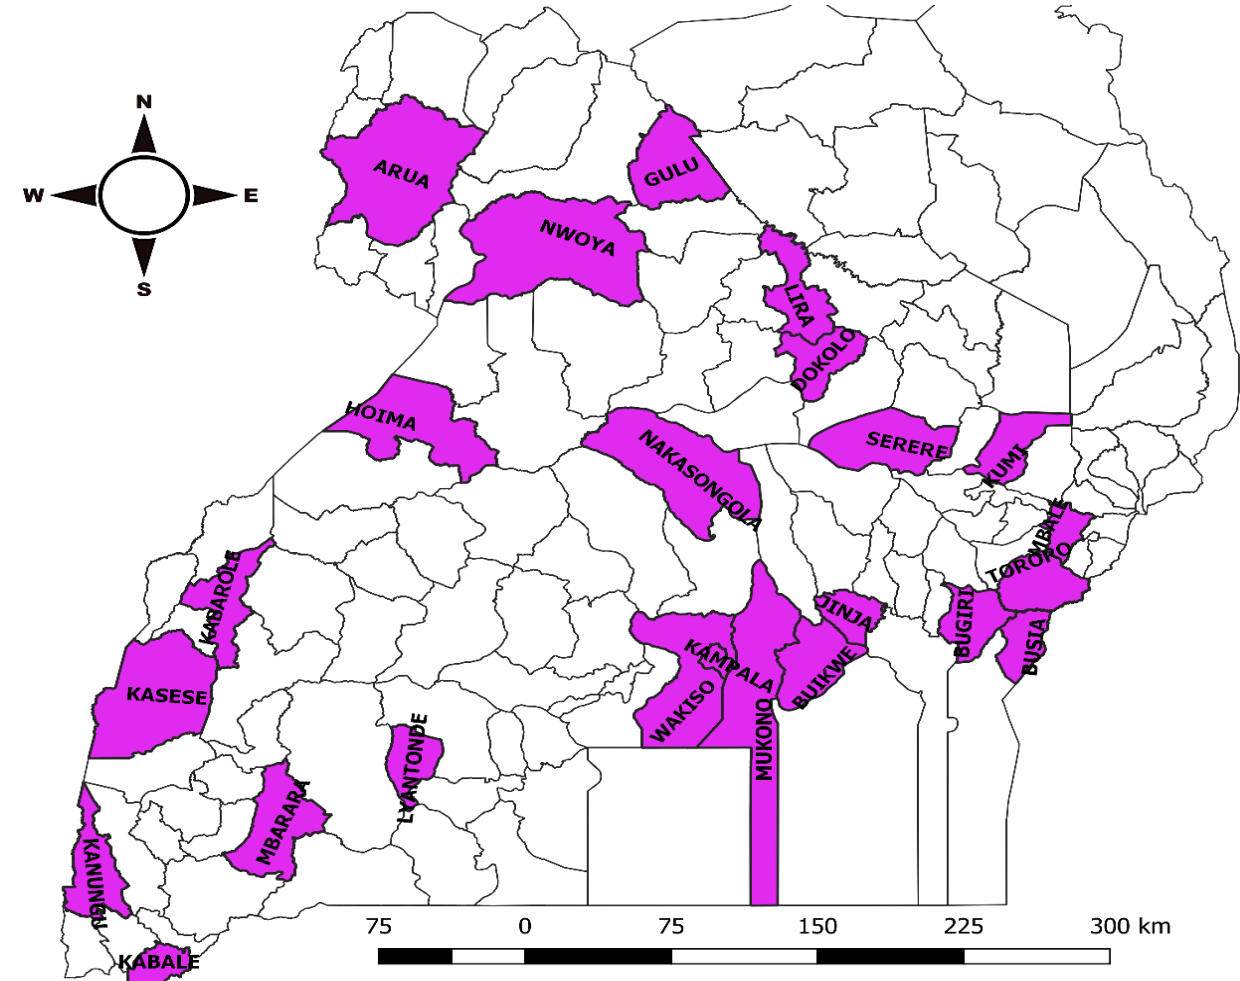 N
W
E
S
ARUA
GULU
NWOYA
LIRA
DOKOLO
HOIMA
NAKASONGOLA
SERERE
KUMI
MBALE
TORORO
KABAROLE
JINJA
BUGIRI
BUSIA
KAMPALA
BUIKWE
KASESE
WAKISO
MUKONO
LYANTONDE
MBARARA
KANUNGU
KABALE
75 0 75 150 225 300 km